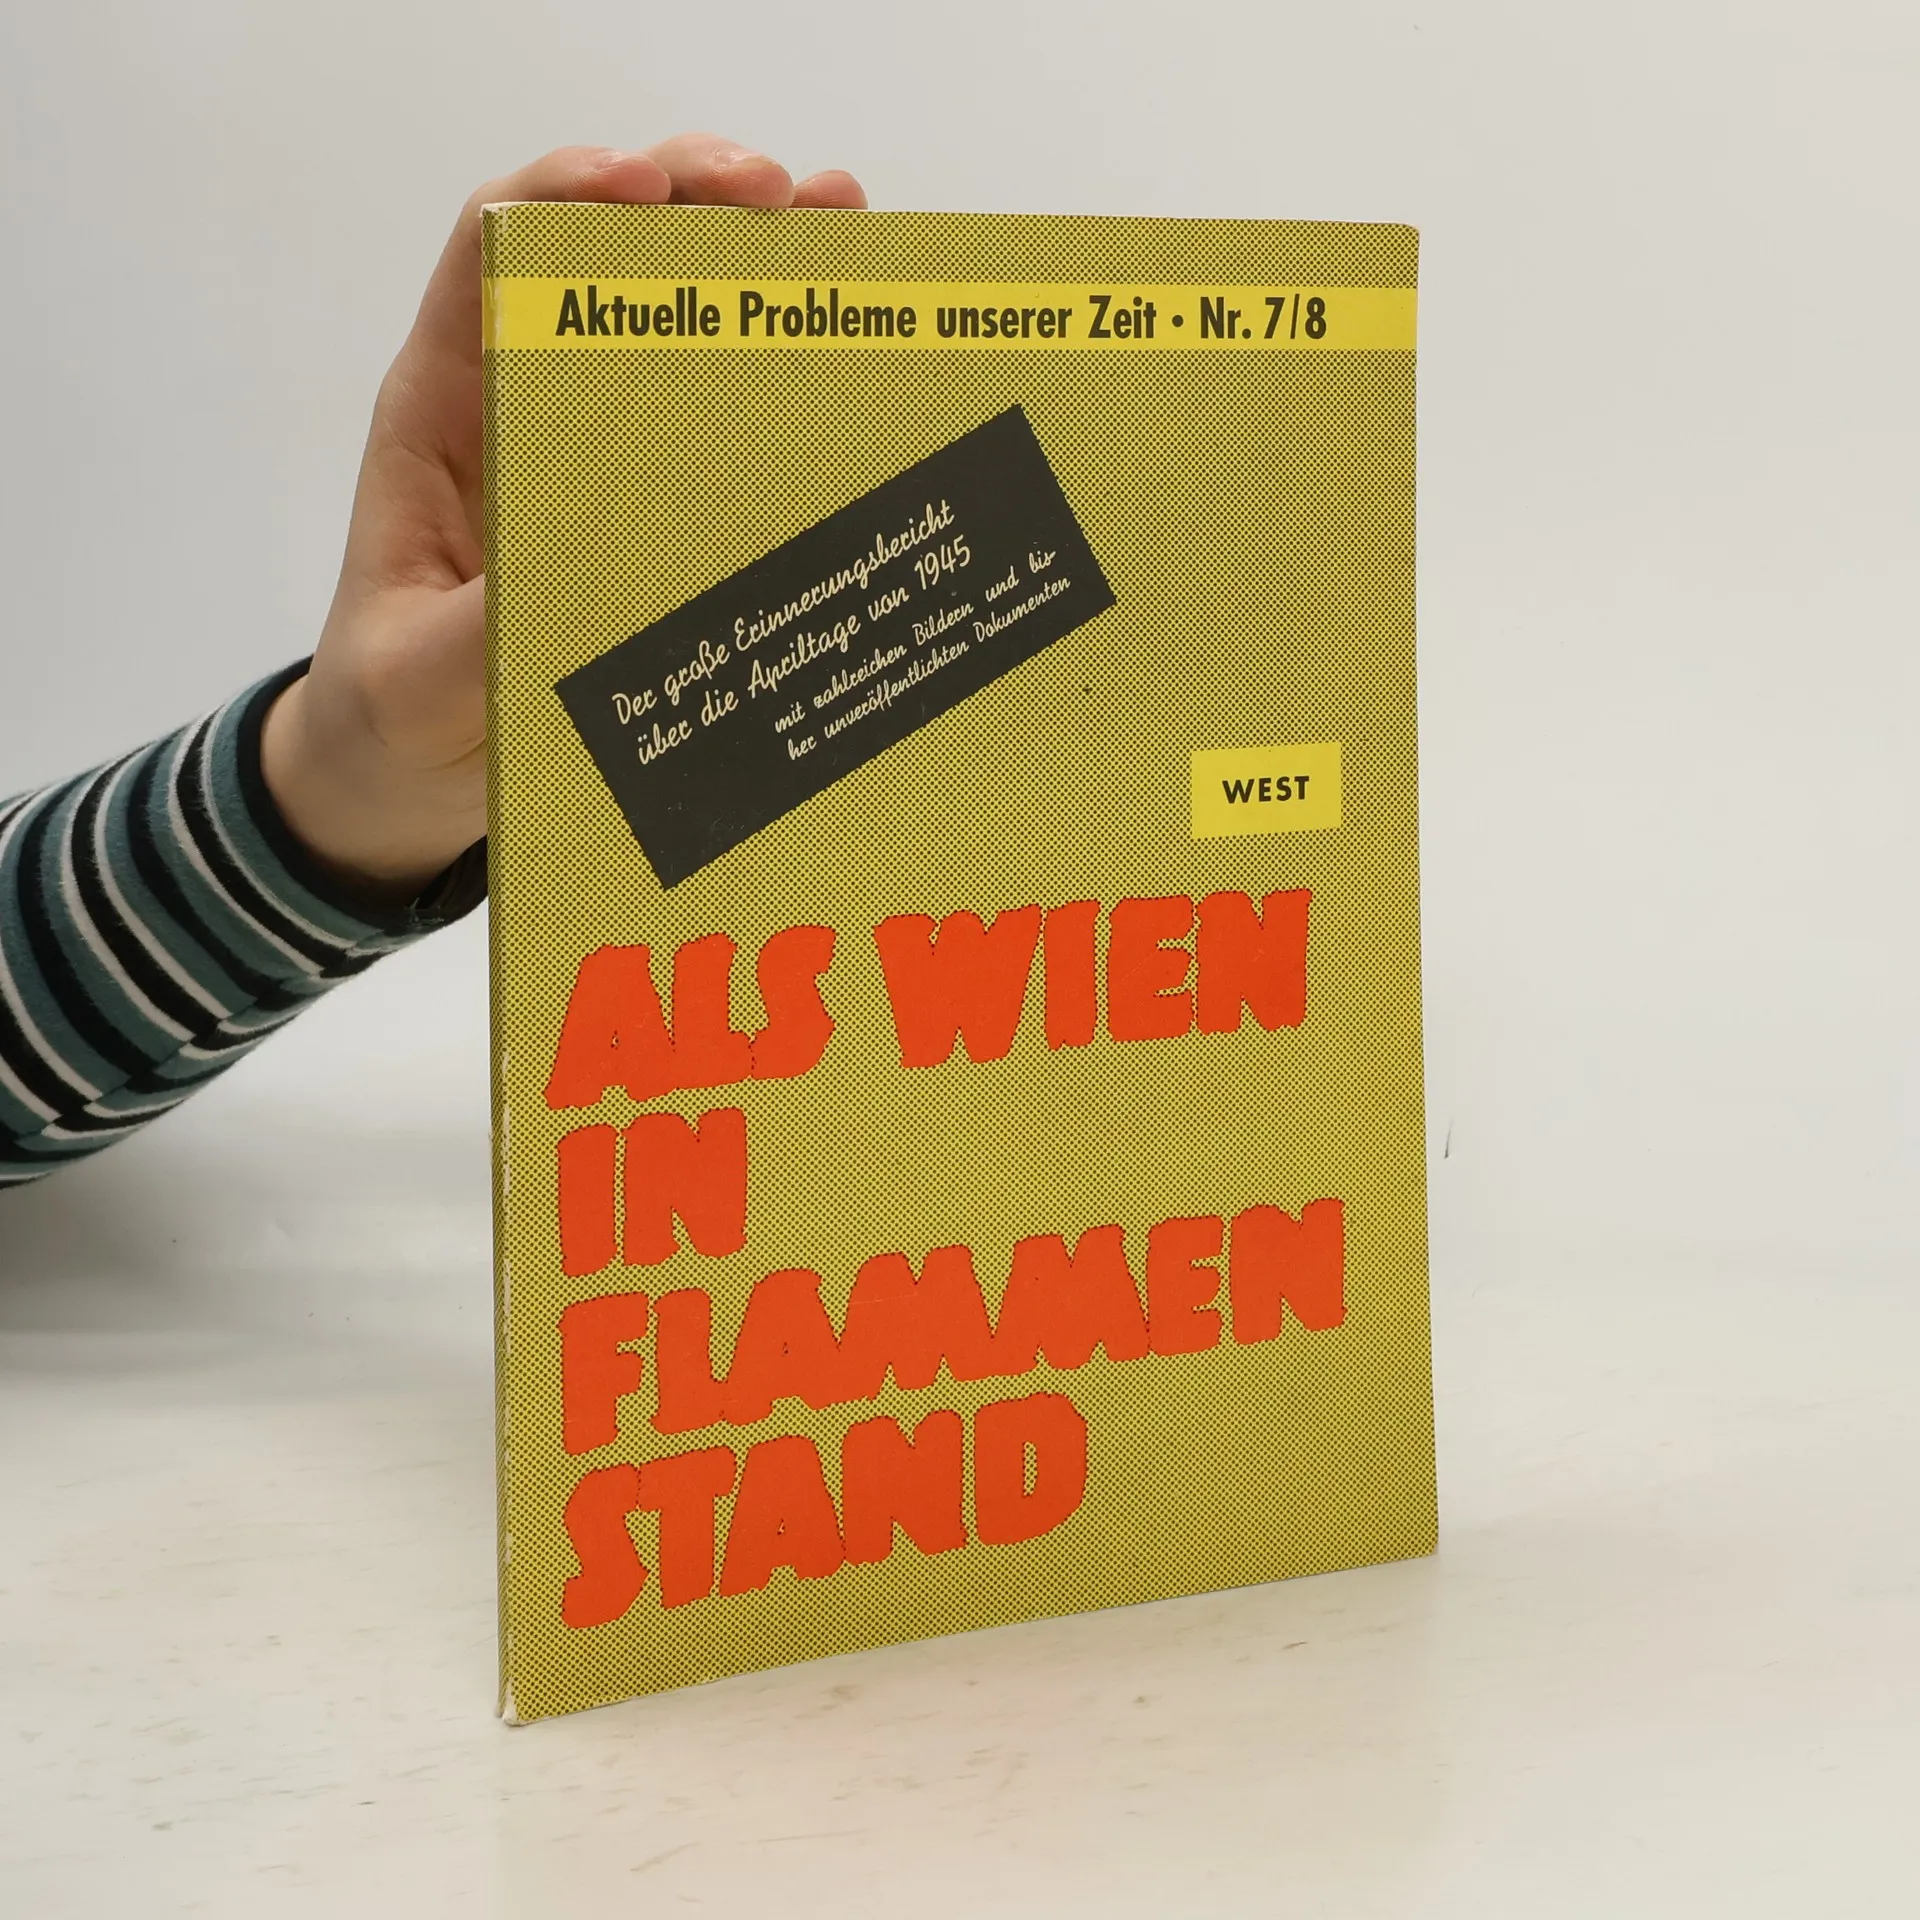 Aktuelle Probleme unserer Zeit • Nr. 7/8
Der große Erinnerungsbericht
über die Apriltage von 1945
mit zahlreichen Bildern und bis-
her unveröffentlichten Dokumenten
WEST
ALS WIEN
IN
FLAMMEN
STAND